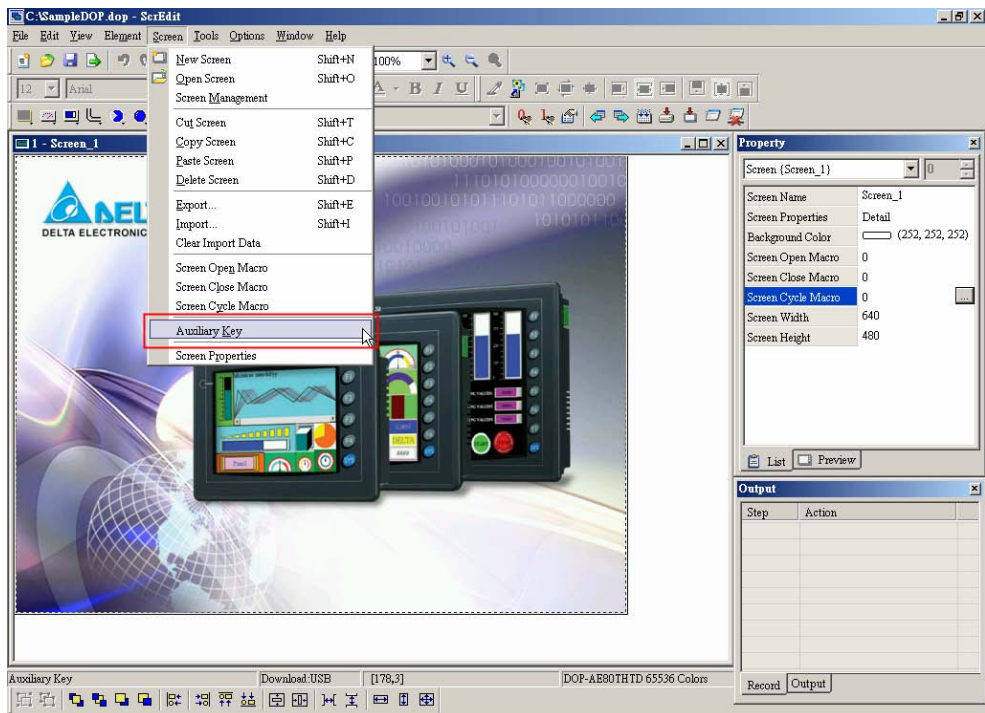 C:\SampleDOP.dop - ScrEdit
File Edit View Element Screen Tools Options Window Help
100%
12 Arial
B I U
New Screen Shift+N
Open Screen Shift+O
Screen Management
Cut Screen Shift+T
Copy Screen Shift+C
Paste Screen Shift+P
Delete Screen Shift+D
Export... Shift+E
Import... Shift+I
Clear Import Data
Screen Open Macro
Screen Close Macro
Screen Cycle Macro
Auxiliary Key
Screen Properties
1 - Screen_1
DEL
DELTA ELECTRONIC
Property
Screen {Screen_1} 0
Screen Name Screen_1
Screen Properties Detail
Background Color (252, 252, 252)
Screen Open Macro 0
Screen Close Macro 0
Screen Cycle Macro 0 ...
Screen Width 640
Screen Height 480
List Preview
Output
Step Action
Record Output
Auxiliary Key Download:USB [178,3] DOP-AE80THTD 65536 Colors